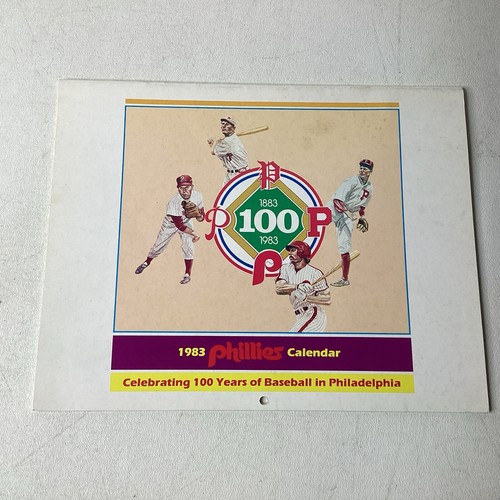 P
1883
P 100 P
1983
P
1983 Phillies Calendar
Celebrating 100 Years of Baseball in Philadelphia